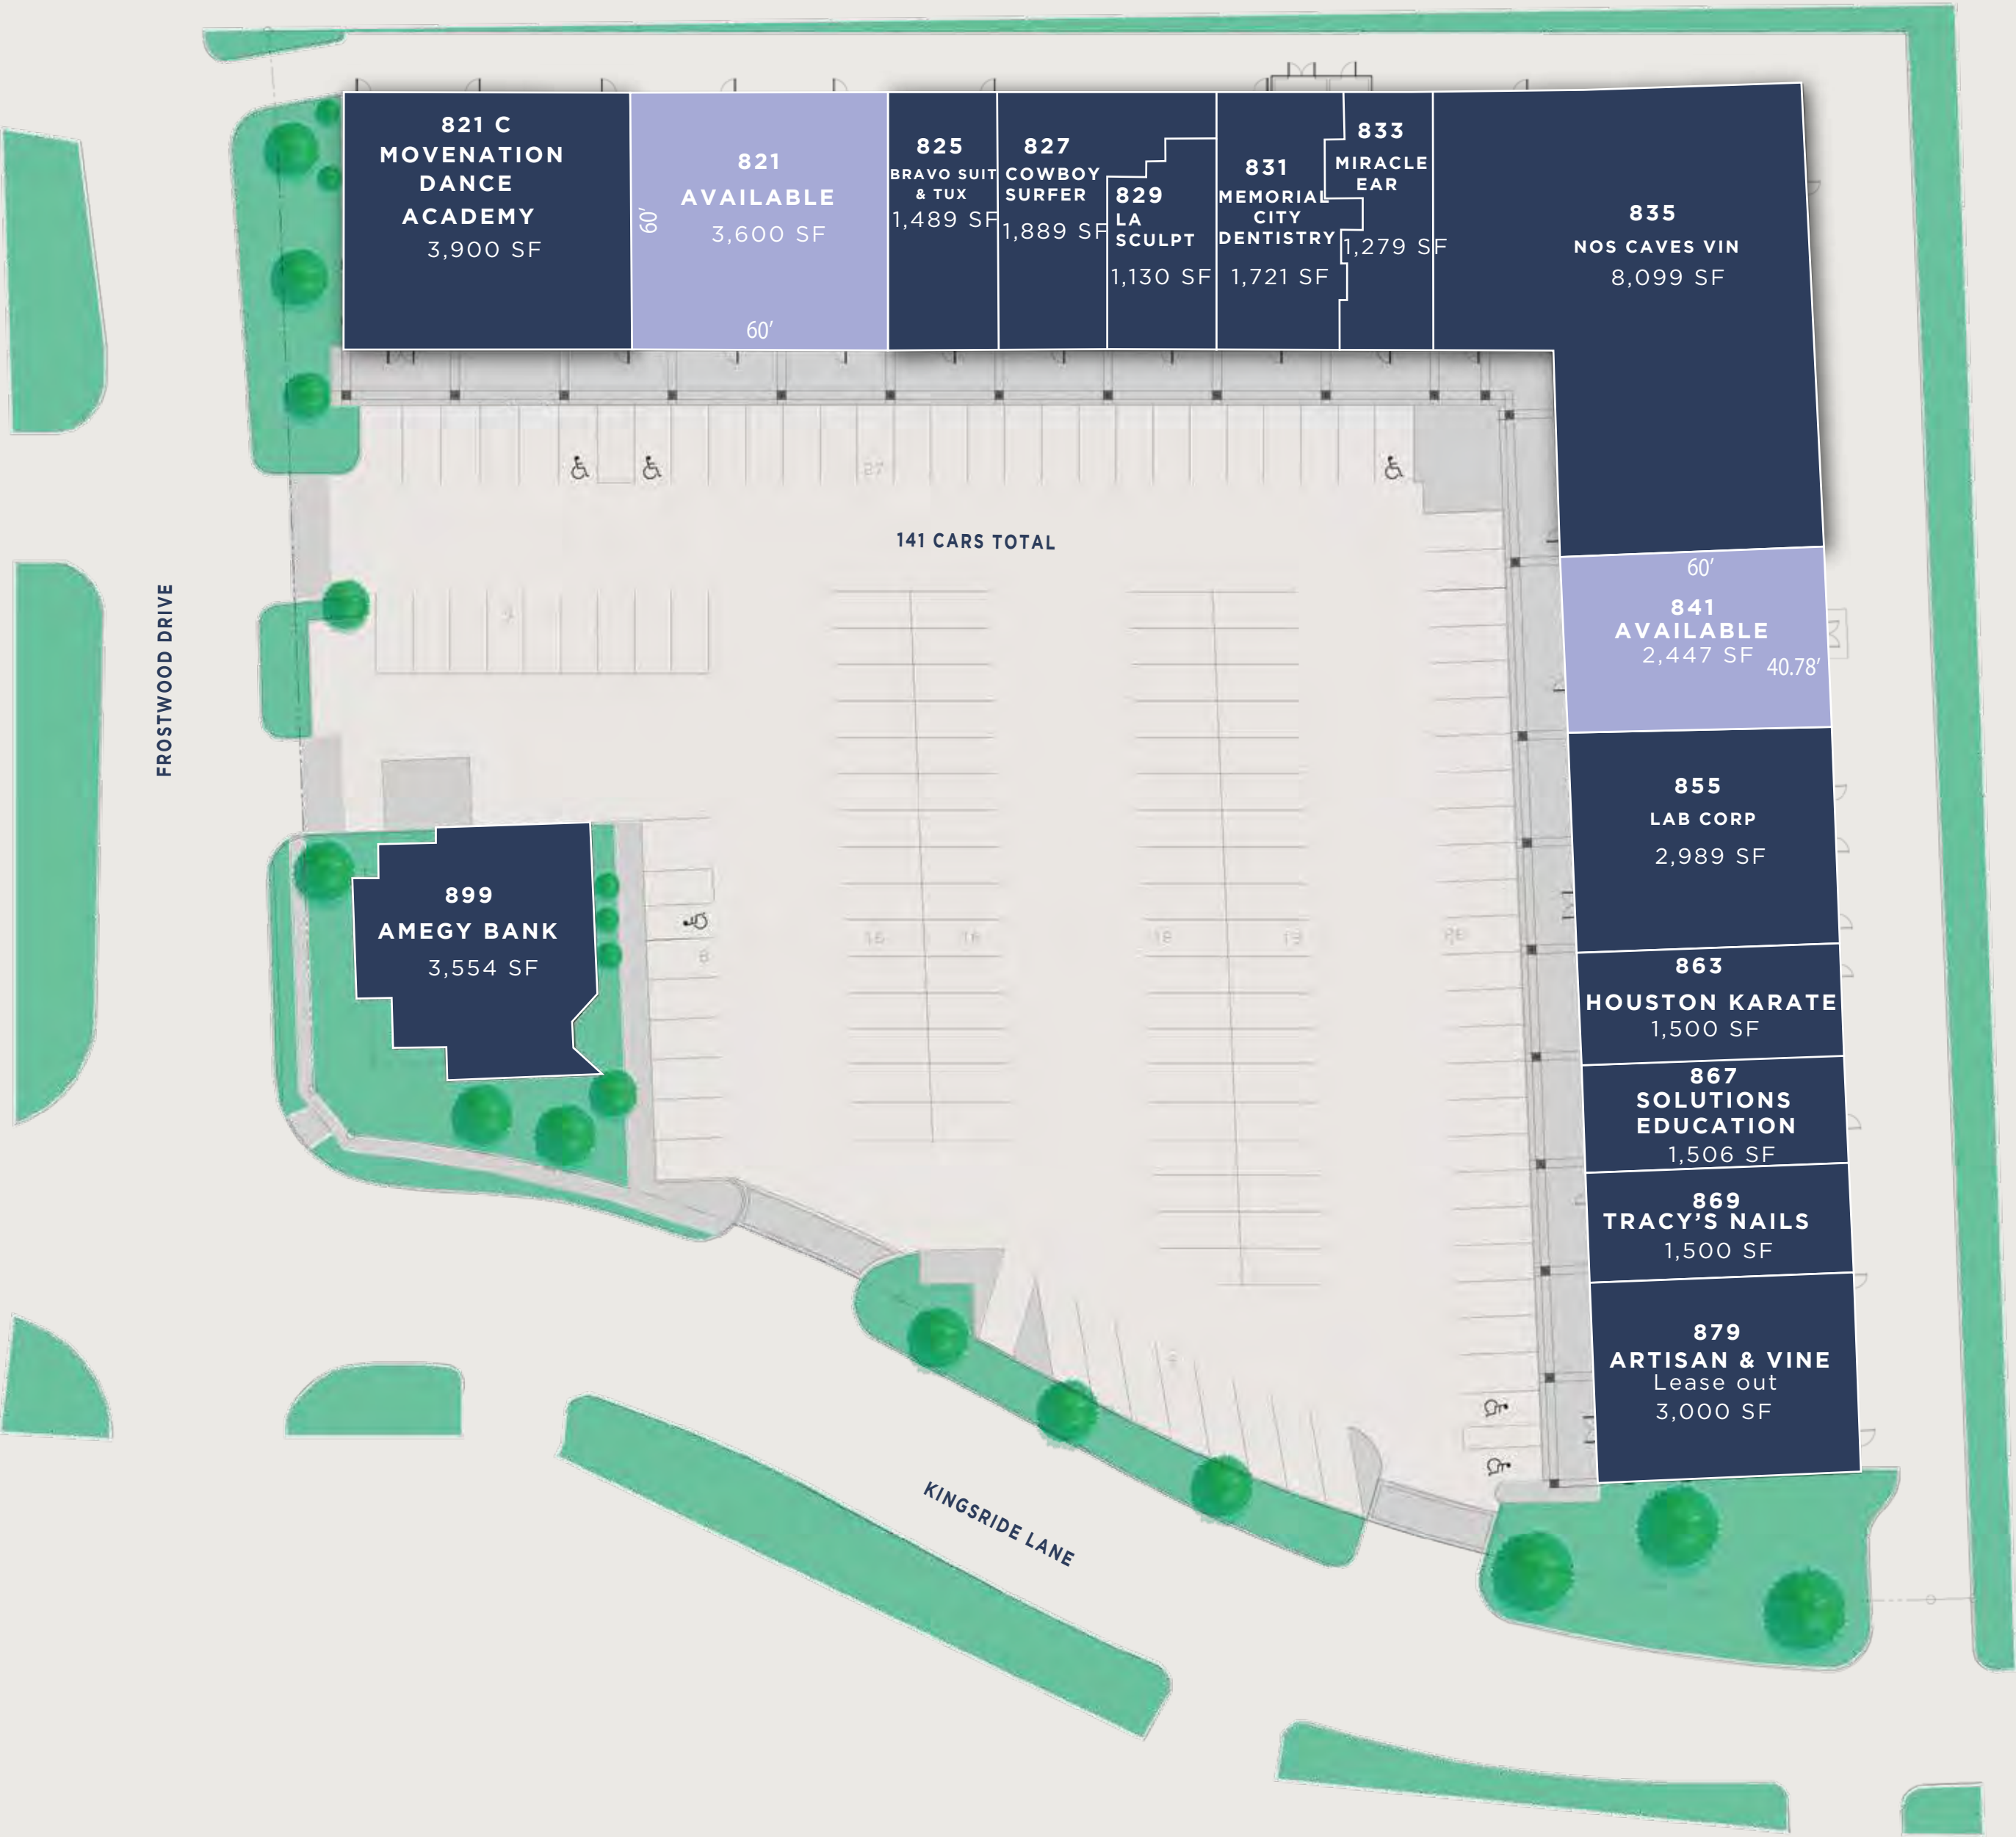 821 C
MOVENATION
DANCE
ACADEMY
3,900 SF
821
AVAILABLE
3,600 SF
60’
60’
825
BRAVO SUIT
& TUX
1,489 SF
827
COWBOY
SURFER
1,889 SF
829
LA
SCULPT
1,130 SF
831
MEMORIAL
CITY
DENTISTRY
1,721 SF
833
MIRACLE
EAR
1,279 SF
835
NOS CAVES VIN
8,099 SF
27
141 CARS TOTAL
60’
841
AVAILABLE
2,447 SF
40.78’
FROSTWOOD DRIVE
855
LAB CORP
2,989 SF
899
AMEGY BANK
3,554 SF
8
863
HOUSTON KARATE
1,500 SF
867
SOLUTIONS
EDUCATION
1,506 SF
869
TRACY’S NAILS
1,500 SF
879
ARTISAN & VINE
Lease out
3,000 SF
KINGSRIDE LANE